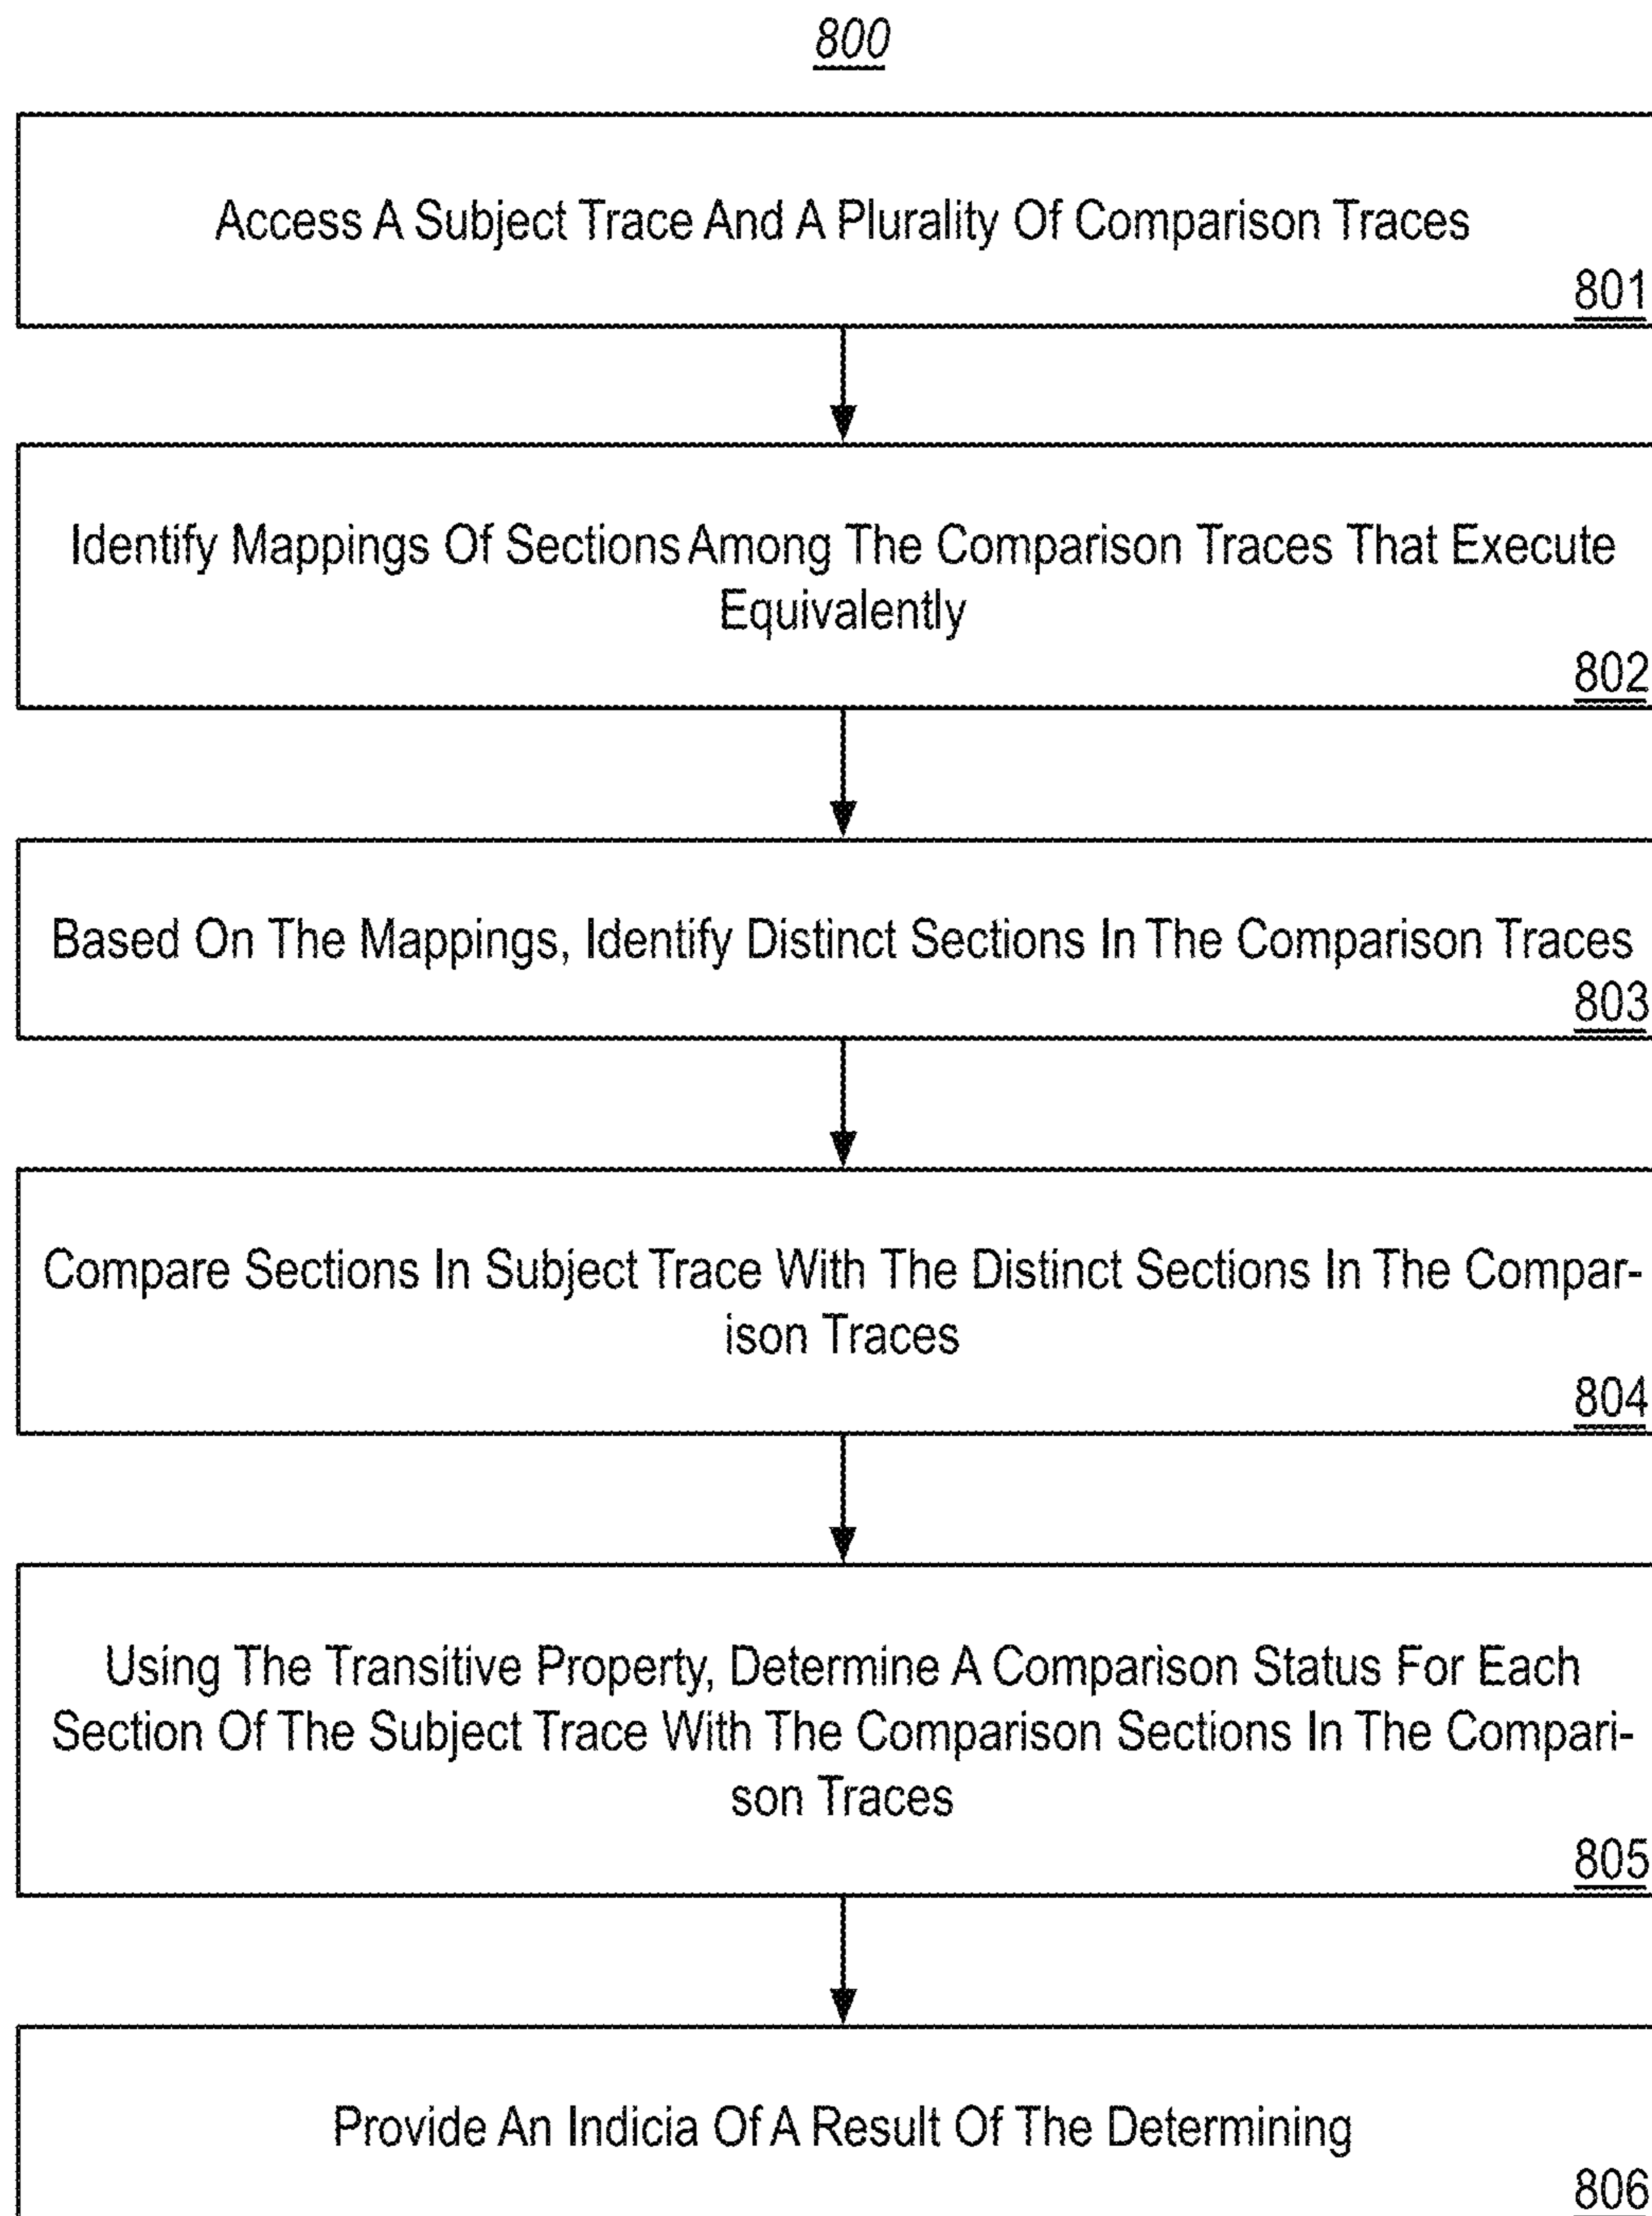 800
Access A Subject Trace And A Plurality Of Comparison Traces
801
Identify Mappings Of Sections Among The Comparison Traces That Execute
Equivalently
802
Based On The Mappings, Identify Distinct Sections In The Comparison Traces
803
Compare Sections In Subject Trace With The Distinct Sections In The Compar-
ison Traces
804
Using The Transitive Property, Determine A Comparison Status For Each
Section Of The Subject Trace With The Comparison Sections In The Compari-
son Traces
805
Provide An Indicia Of A Result Of The Determining
806